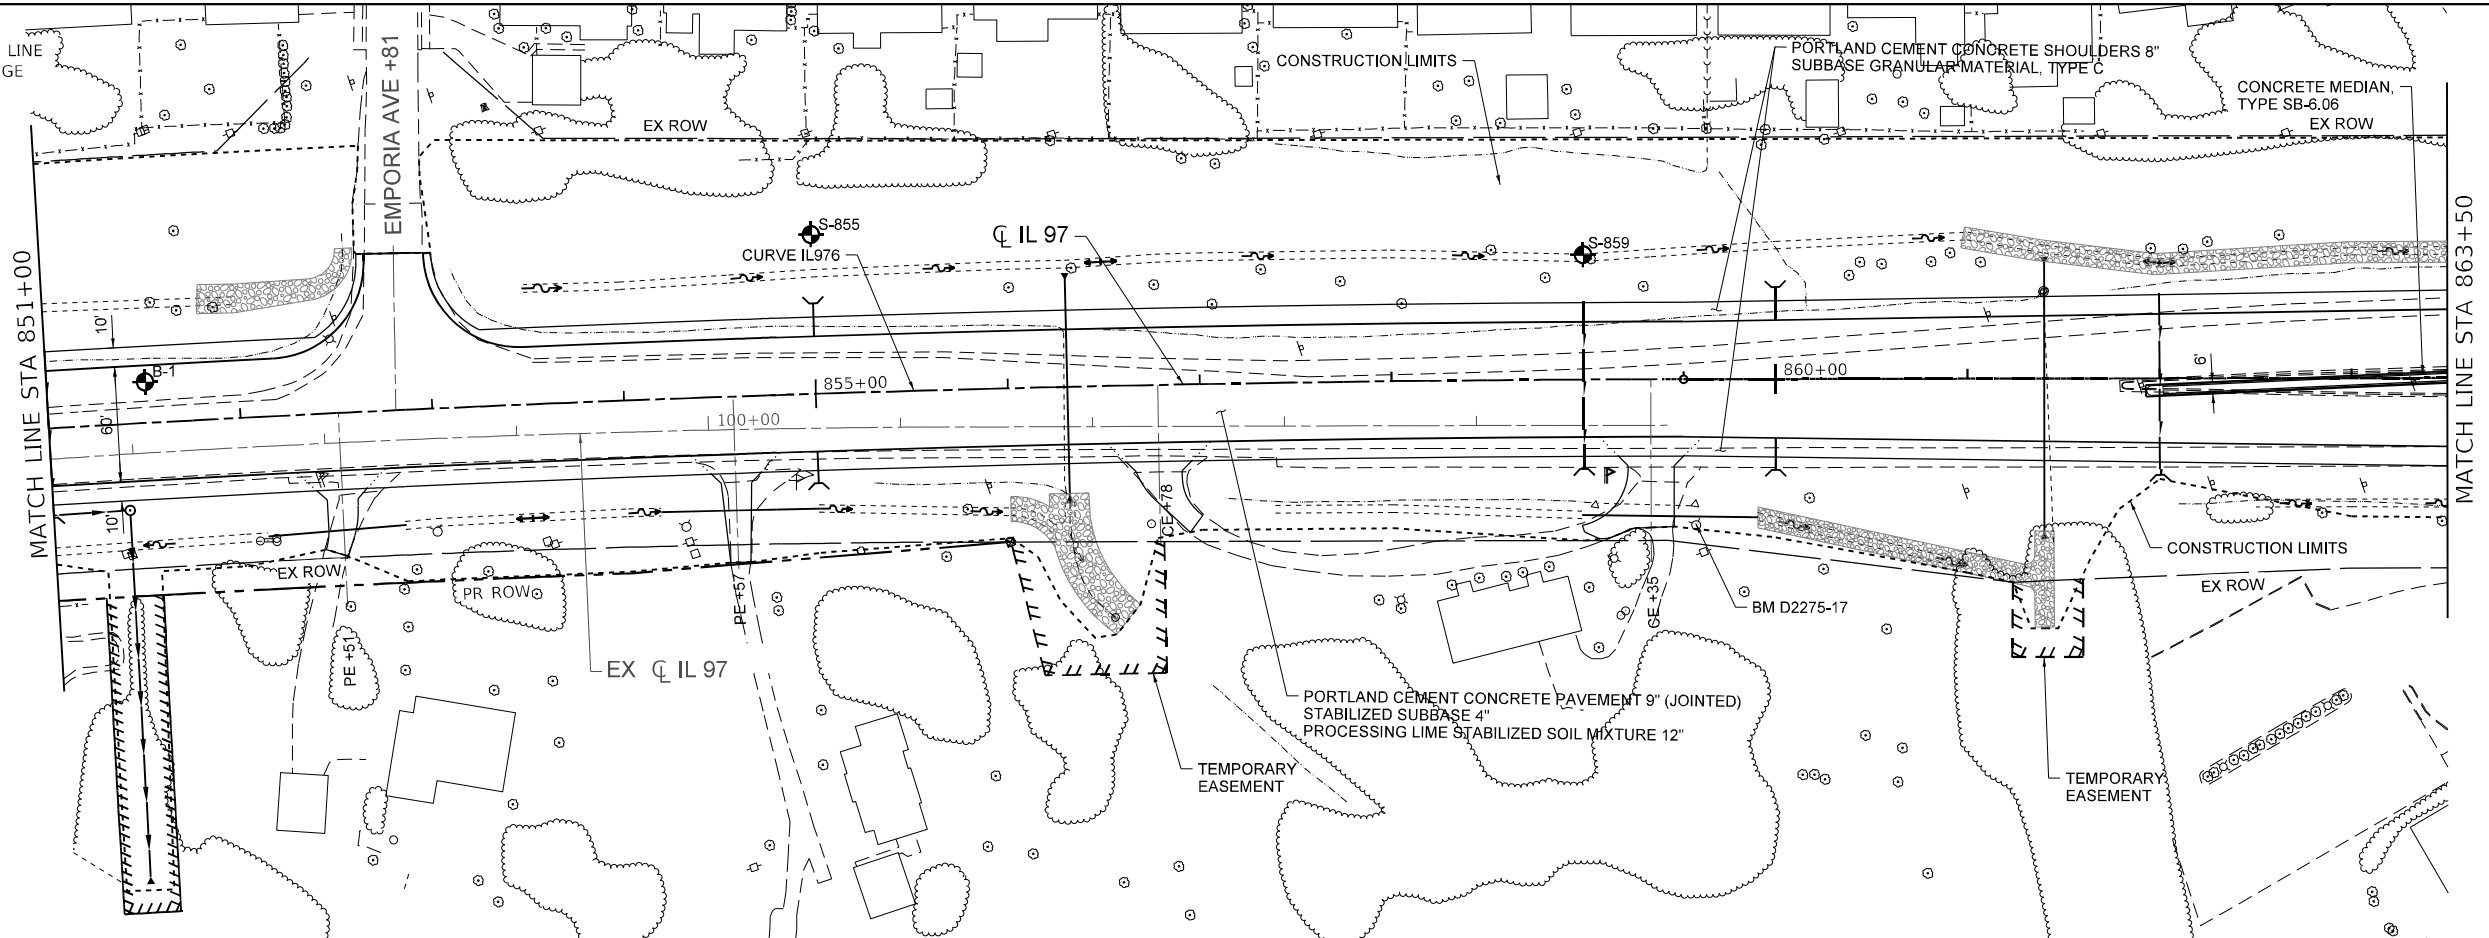 LINE
GE
EMPORIA AVE +81
EX ROW
CONSTRUCTION LIMITS
PORTLAND CEMENT CONCRETE SHOULDERS 8"
SUBBASE GRANULAR MATERIAL, TYPE C
CONCRETE MEDIAN,
TYPE SB-6.06
EX ROW
MATCH LINE STA 851+00
MATCH LINE STA 863+50
S-855
CURVE IL976
℄ IL 97
S-859
10'
B-1
60'
855+00
860+00
6'
100+00
10'
EX ROW
PR ROW
PE +51
PE +57
CE +78
CE +35
EX ℄ IL 97
BM D2275-17
CONSTRUCTION LIMITS
EX ROW
PORTLAND CEMENT CONCRETE PAVEMENT 9" (JOINTED)
STABILIZED SUBBASE 4"
PROCESSING LIME STABILIZED SOIL MIXTURE 12"
TEMPORARY
EASEMENT
TEMPORARY
EASEMENT